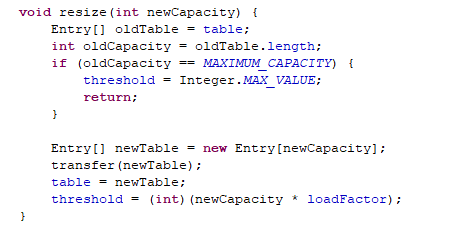 void resize(int newCapacity) {
    Entry[] oldTable = table;
    int oldCapacity = oldTable.length;
    if (oldCapacity == MAXIMUM_CAPACITY) {
        threshold = Integer.MAX_VALUE;
        return;
    }

    Entry[] newTable = new Entry[newCapacity];
    transfer(newTable);
    table = newTable;
    threshold = (int)(newCapacity * loadFactor);
}